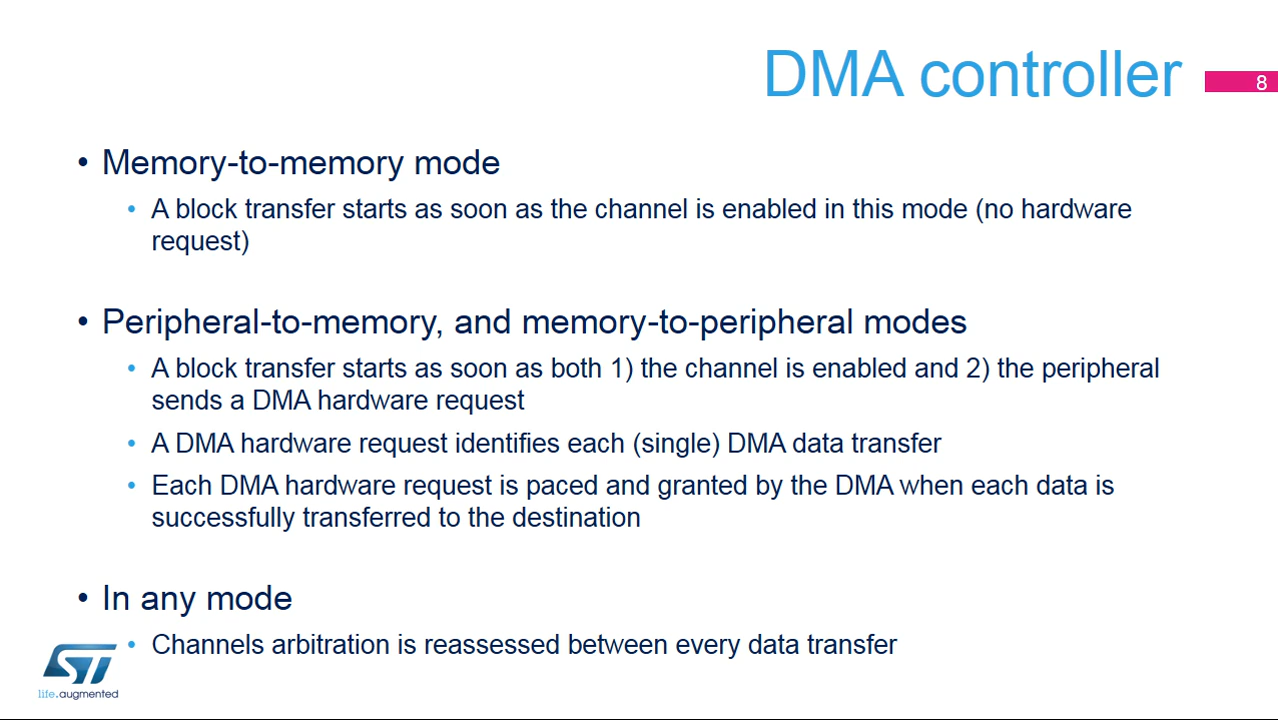 DMA controller
8
• Memory-to-memory mode
• A block transfer starts as soon as the channel is enabled in this mode (no hardware
request)
• Peripheral-to-memory, and memory-to-peripheral modes
• A block transfer starts as soon as both 1) the channel is enabled and 2) the peripheral
sends a DMA hardware request
• A DMA hardware request identifies each (single) DMA data transfer
• Each DMA hardware request is paced and granted by the DMA when each data is
successfully transferred to the destination
• In any mode
• Channels arbitration is reassessed between every data transfer
ST
life.augmented